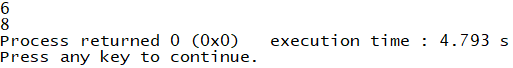 6
8
Process returned 0 (0x0)   execution time : 4.793 s
Press any key to continue.